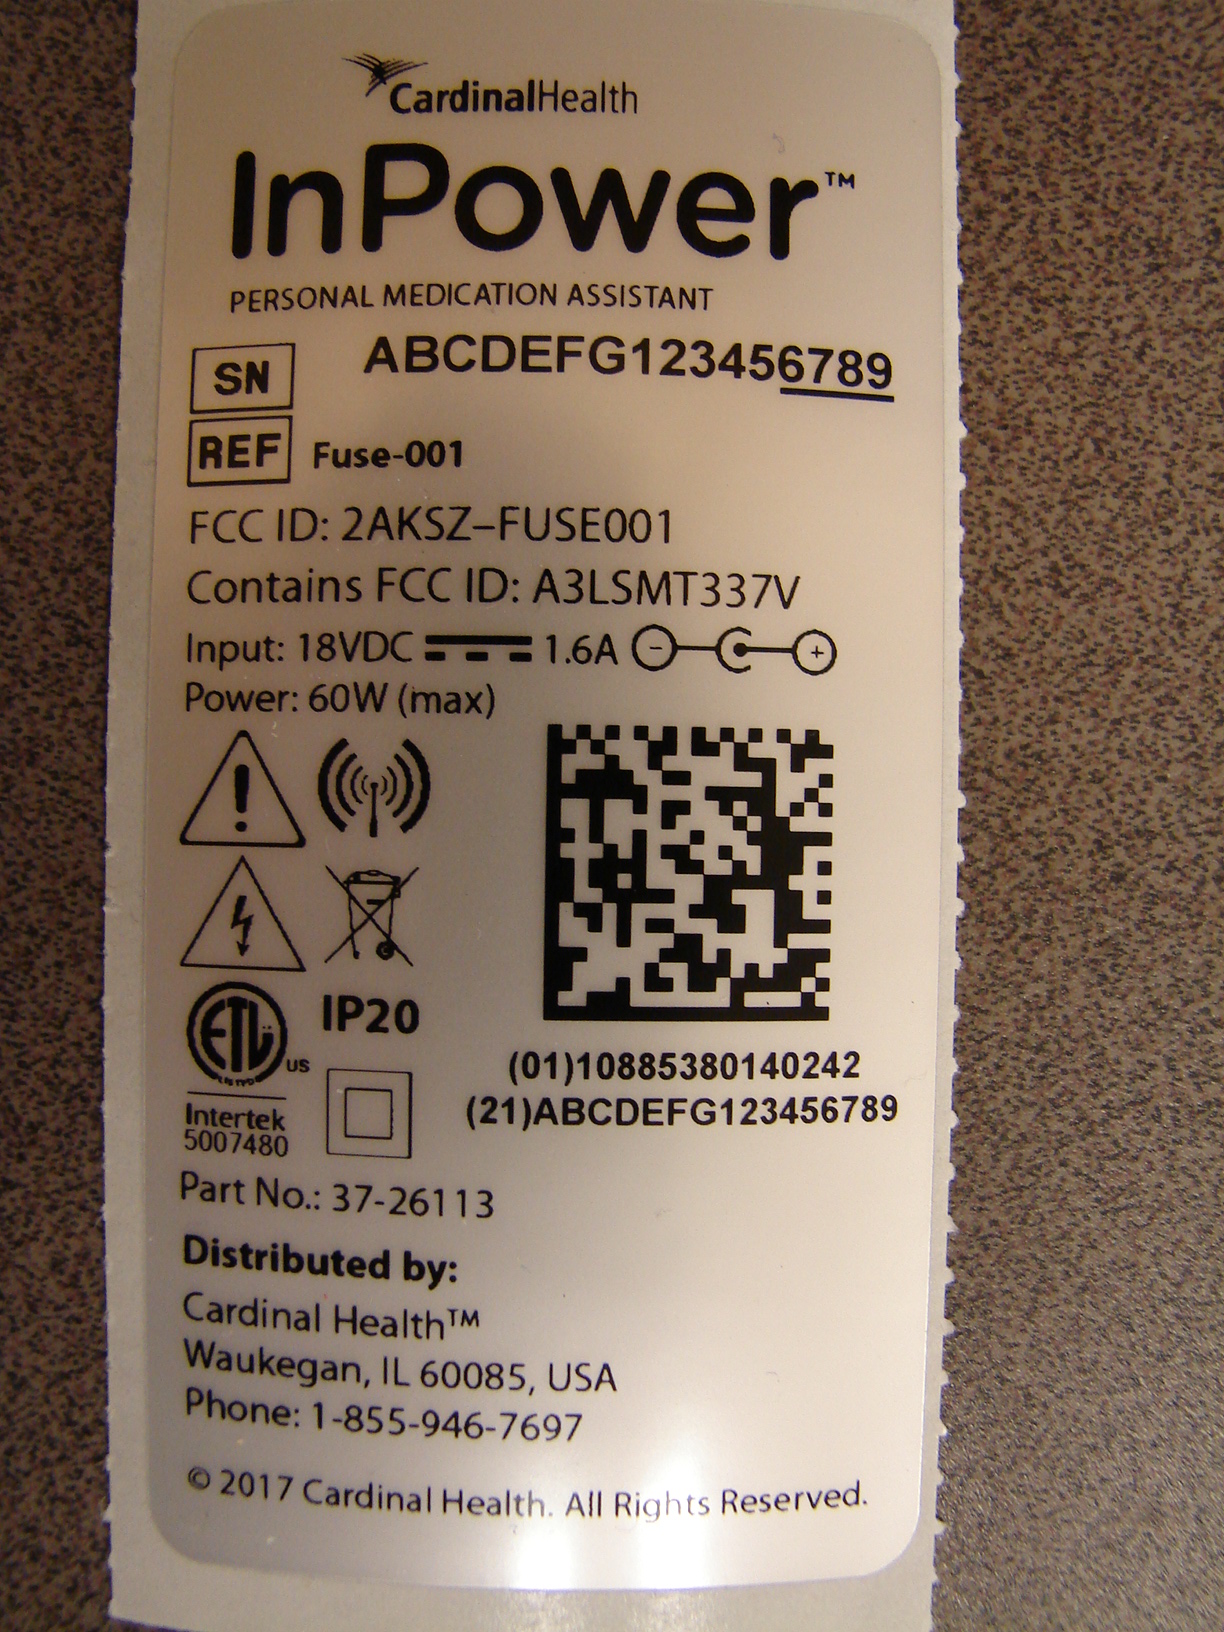 CardinalHealth
InPower™
PERSONAL MEDICATION ASSISTANT
SN ABCDEFG123456789
REF Fuse-001
FCC ID: 2AKSZ–FUSE001
Contains FCC ID: A3LSMT337V
Input: 18VDC 1.6A - +
Power: 60W (max)
ETL us
IP20
Intertek
5007480
(01)10885380140242
(21)ABCDEFG123456789
Part No.: 37-26113
Distributed by:
Cardinal Health™
Waukegan, IL 60085, USA
Phone: 1-855-946-7697
© 2017 Cardinal Health. All Rights Reserved.